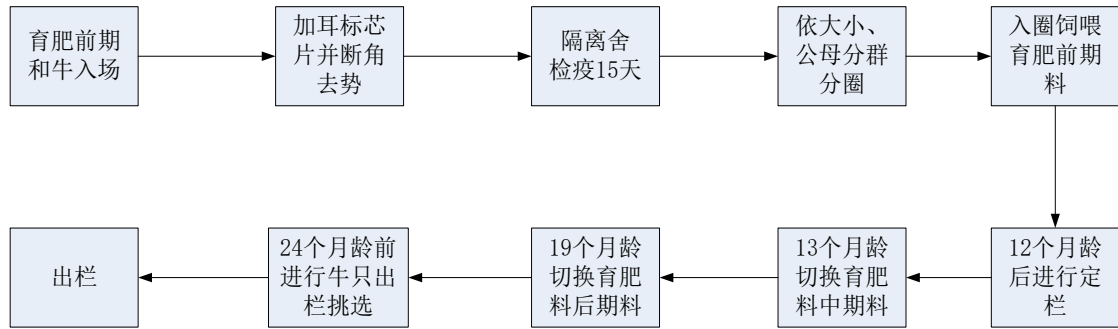 育肥前期
和牛入场
加耳标芯
片并断角
去势
隔离舍
检疫15天
依大小、
公母分群
分圈
入圈饲喂
育肥前期
料
12个月龄
后进行定
栏
13个月龄
切换育肥
料中期料
19个月龄
切换育肥
料后期料
24个月龄前
进行牛只出
栏挑选
出栏